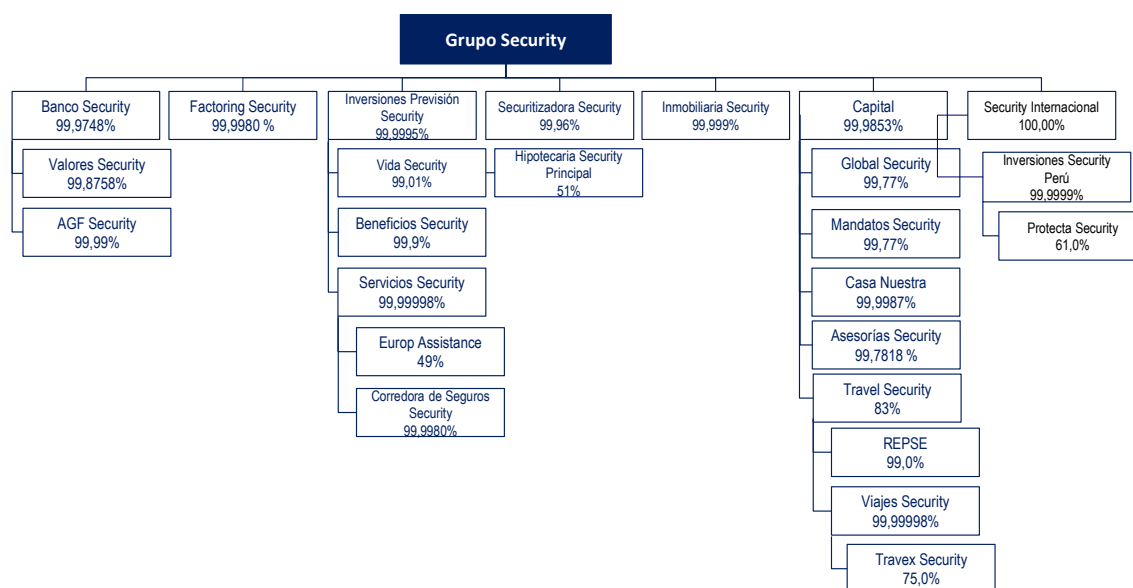 Grupo Security
Banco Security
99,9748%
Factoring Security
99,9980 %
Inversiones Previsión
Security
99,9995%
Securitizadora Security
99,96%
Inmobiliaria Security
99,999%
Capital
99,9853%
Security Internacional
100,00%
Valores Security
99,8758%
AGF Security
99,99%
Vida Security
99,01%
Hipotecaria Security
Principal
51%
Beneficios Security
99,9%
Servicios Security
99,99998%
Europ Assistance
49%
Corredora de Seguros
Security
99,9980%
Global Security
99,77%
Mandatos Security
99,77%
Casa Nuestra
99,9987%
Asesorías Security
99,7818 %
Travel Security
83%
REPSE
99,0%
Viajes Security
99,99998%
Travex Security
75,0%
Inversiones Security
Perú
99,9999%
Protecta Security
61,0%